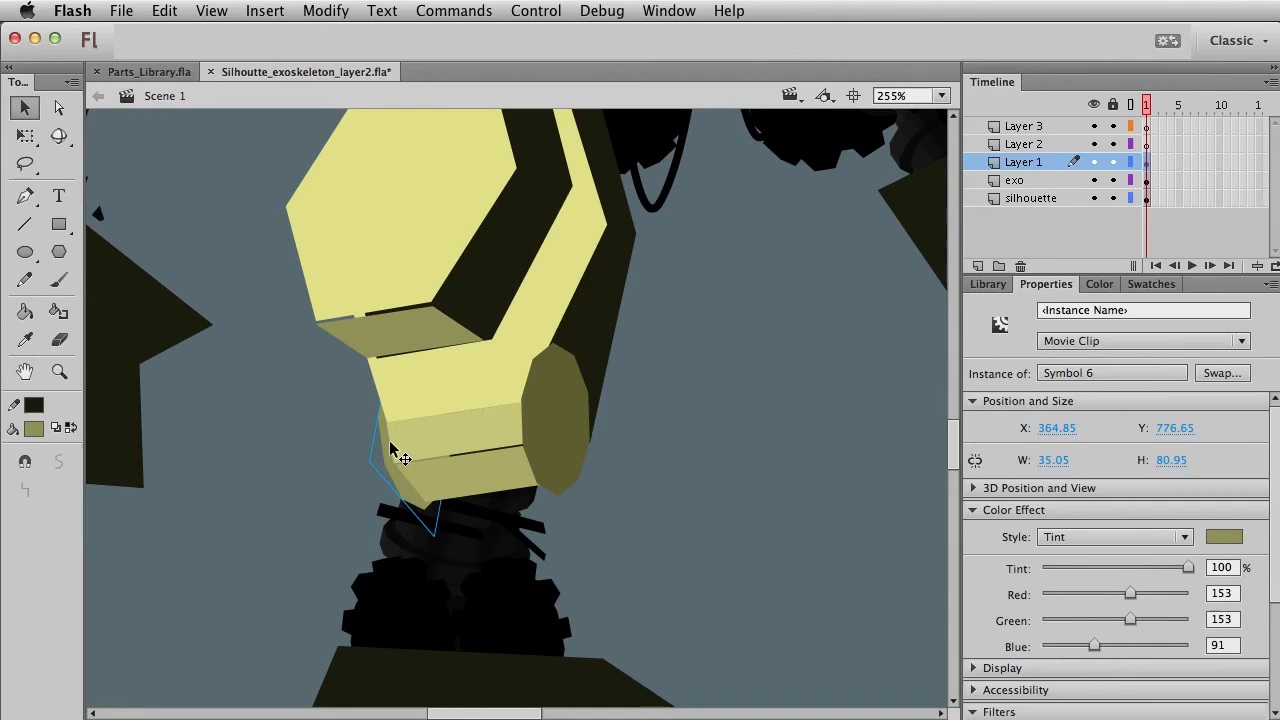 Flash File Edit View Insert Modify Text Commands Control Debug Window Help
Fl Classic
To... × Parts_Library.fla × Silhoutte_exoskeleton_layer2.fla*
Scene 1 255%
Timeline
1 5 10 1
Layer 3
Layer 2
Layer 1
exo
silhouette
Library Properties Color Swatches
‹Instance Name›
Movie Clip
Instance of: Symbol 6 Swap...
Position and Size
X: 364.85 Y: 776.65
W: 35.05 H: 80.95
3D Position and View
Color Effect
Style: Tint
Tint: 100 %
Red: 153
Green: 153
Blue: 91
Display
Accessibility
Filters